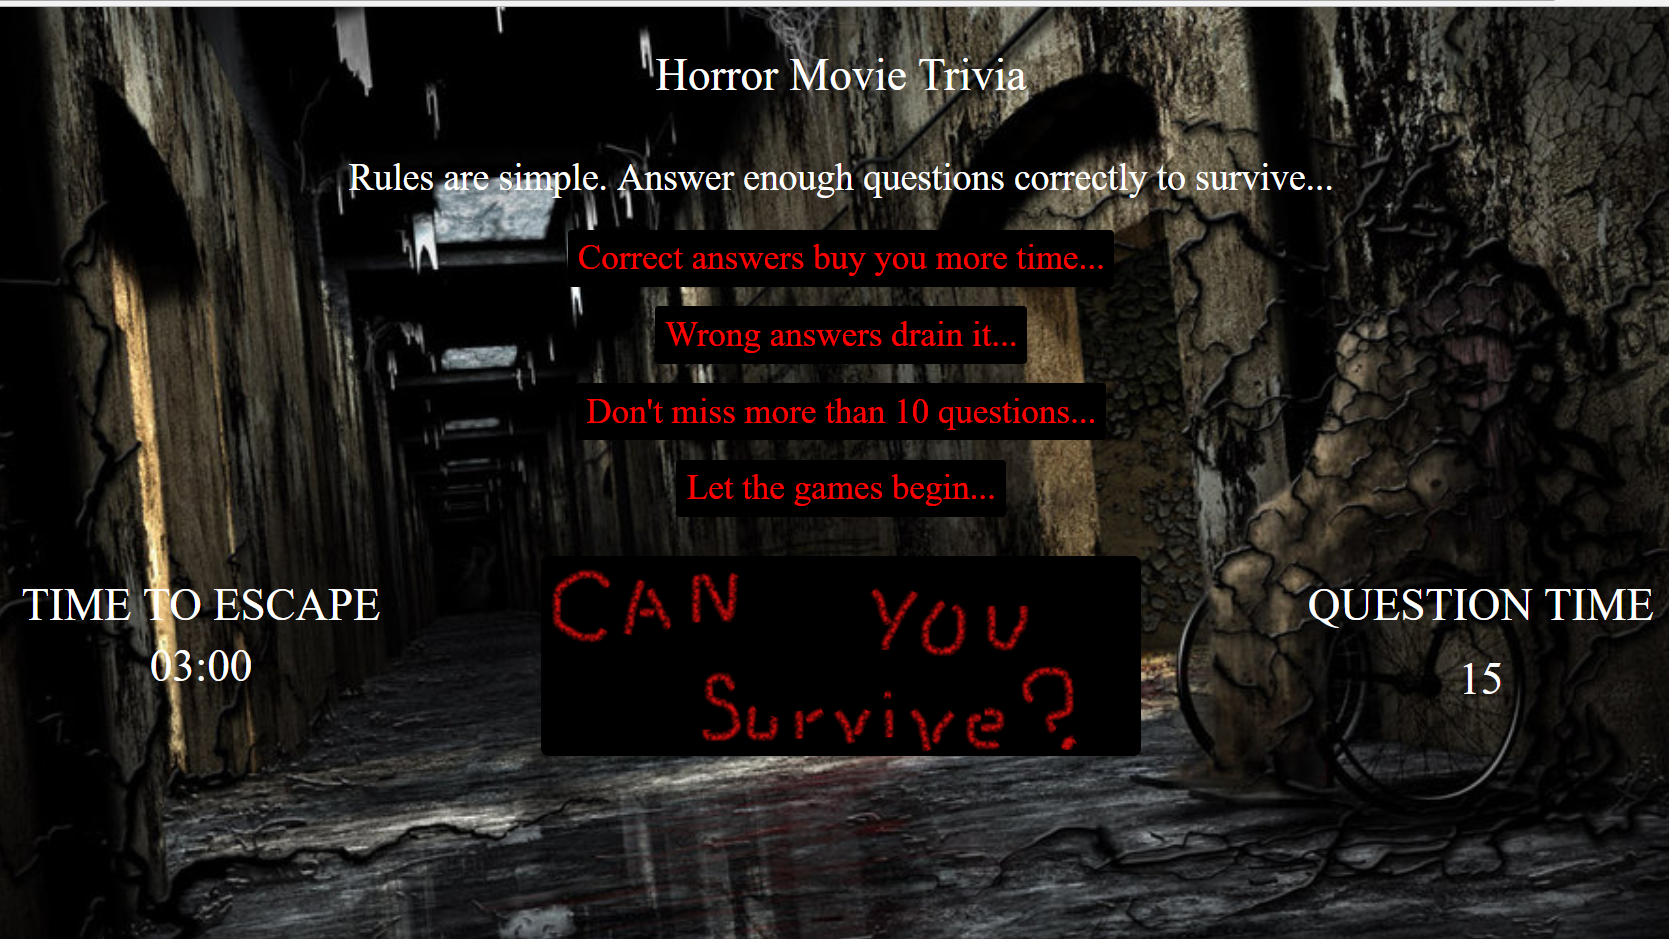 Horror Movie Trivia
Rules are simple. Answer enough questions correctly to survive...
Correct answers buy you more time...
Wrong answers drain it...
Don't miss more than 10 questions...
Let the games begin...
TIME TO ESCAPE
03:00
CAN YOU
Survive?
QUESTION TIME
15